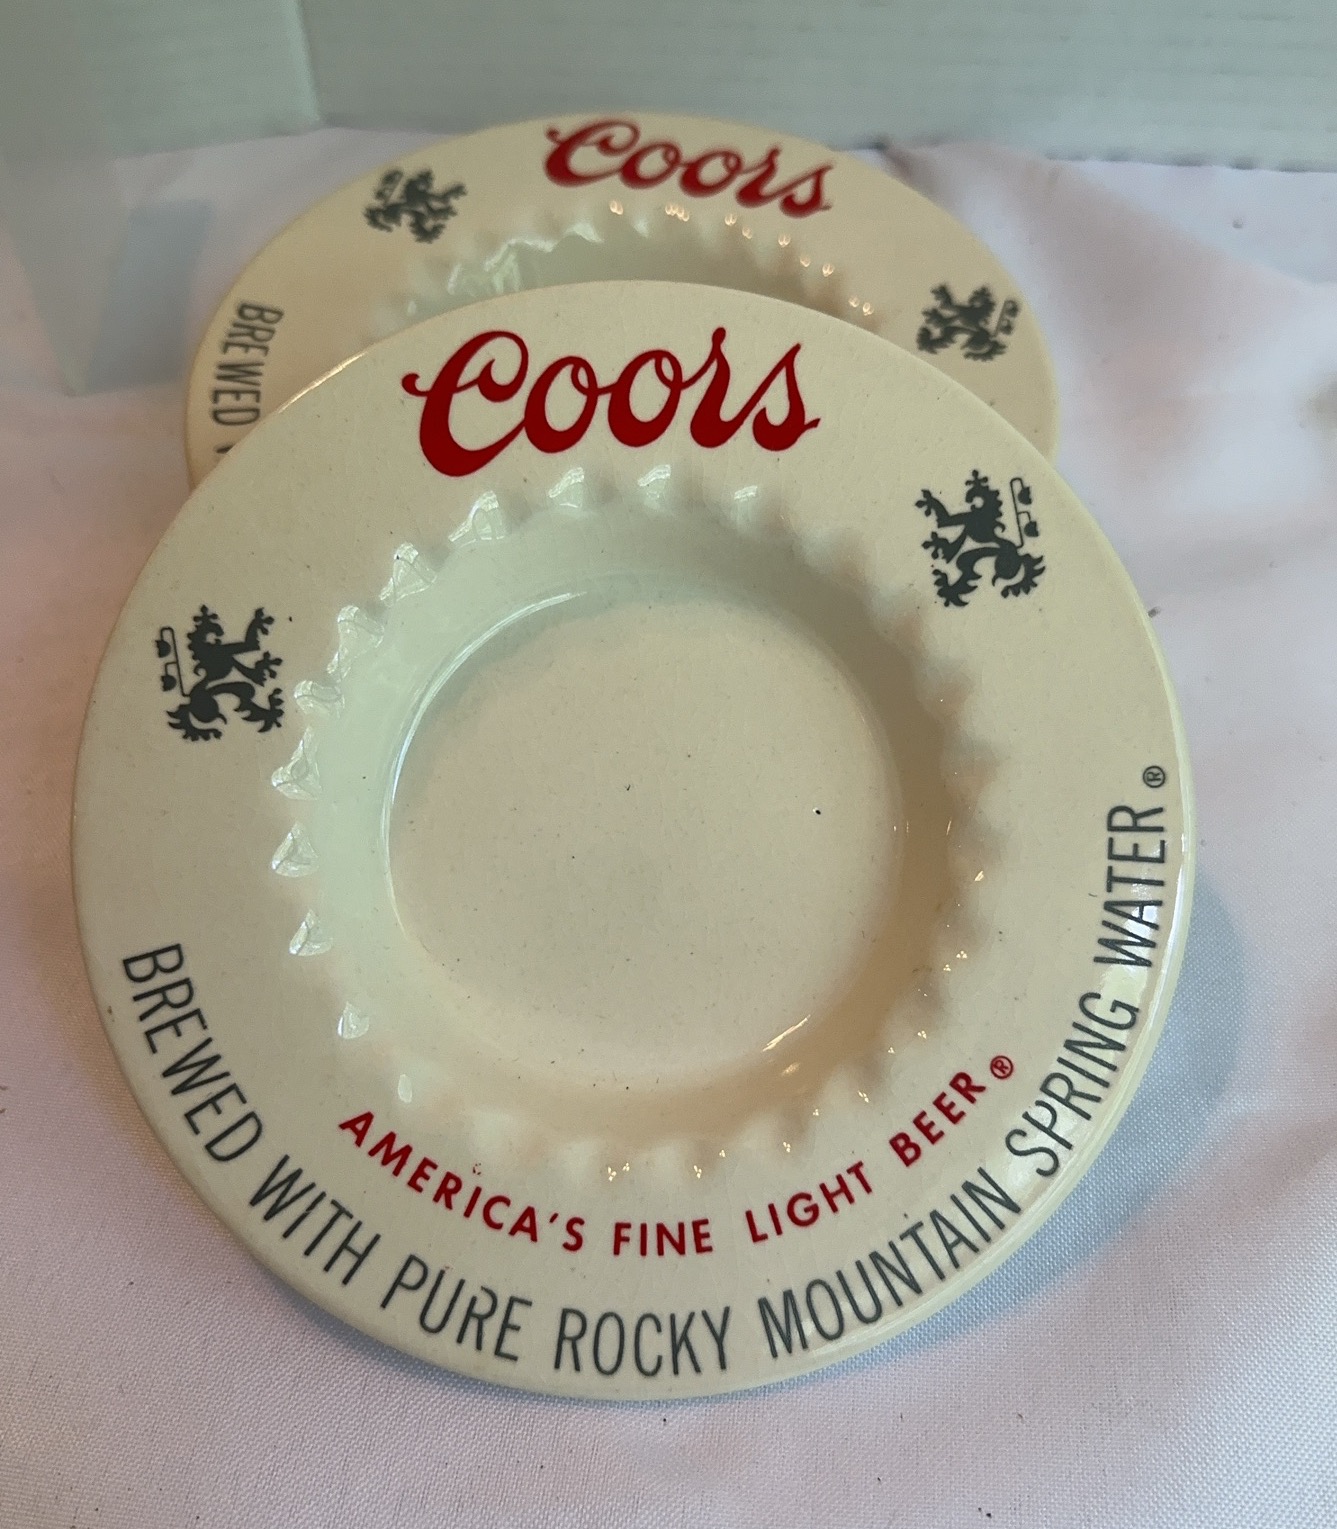 Coors
BREWED
Coors
AMERICA'S FINE LIGHT BEER®
BREWED WITH PURE ROCKY MOUNTAIN SPRING WATER®